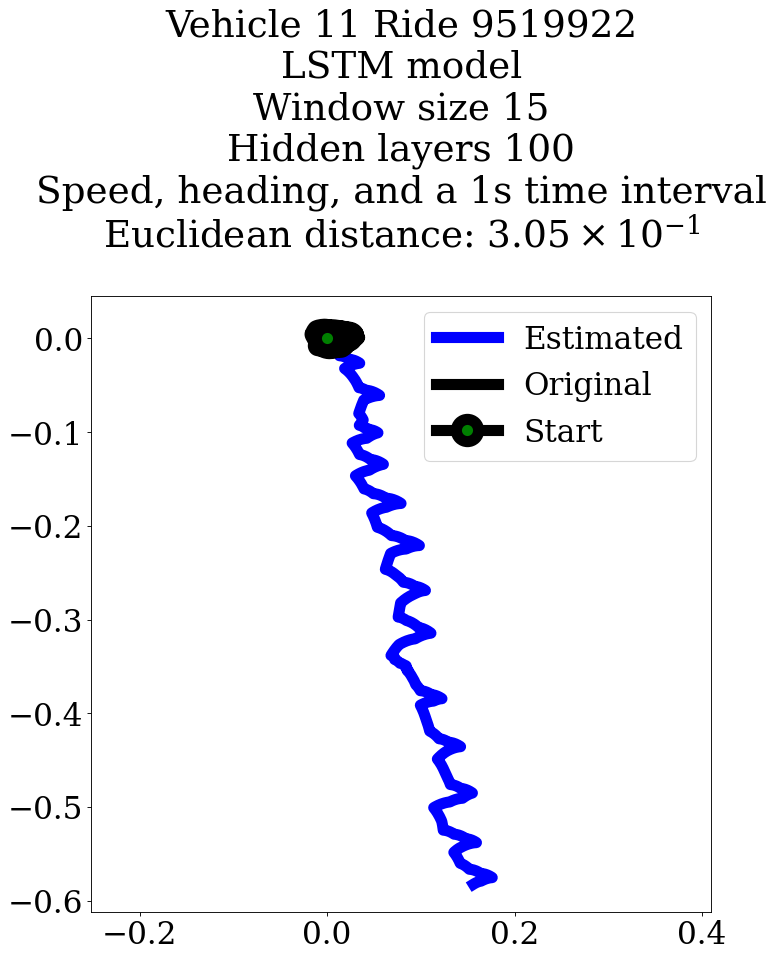 Vehicle 11 Ride 9519922
LSTM model
Window size 15
Hidden layers 100
Speed, heading, and a 1s time interval
Euclidean distance: 3.05 × 10⁻¹
Estimated
Original
Start
0.0
−0.1
−0.2
−0.3
−0.4
−0.5
−0.6
−0.2 0.0 0.2 0.4